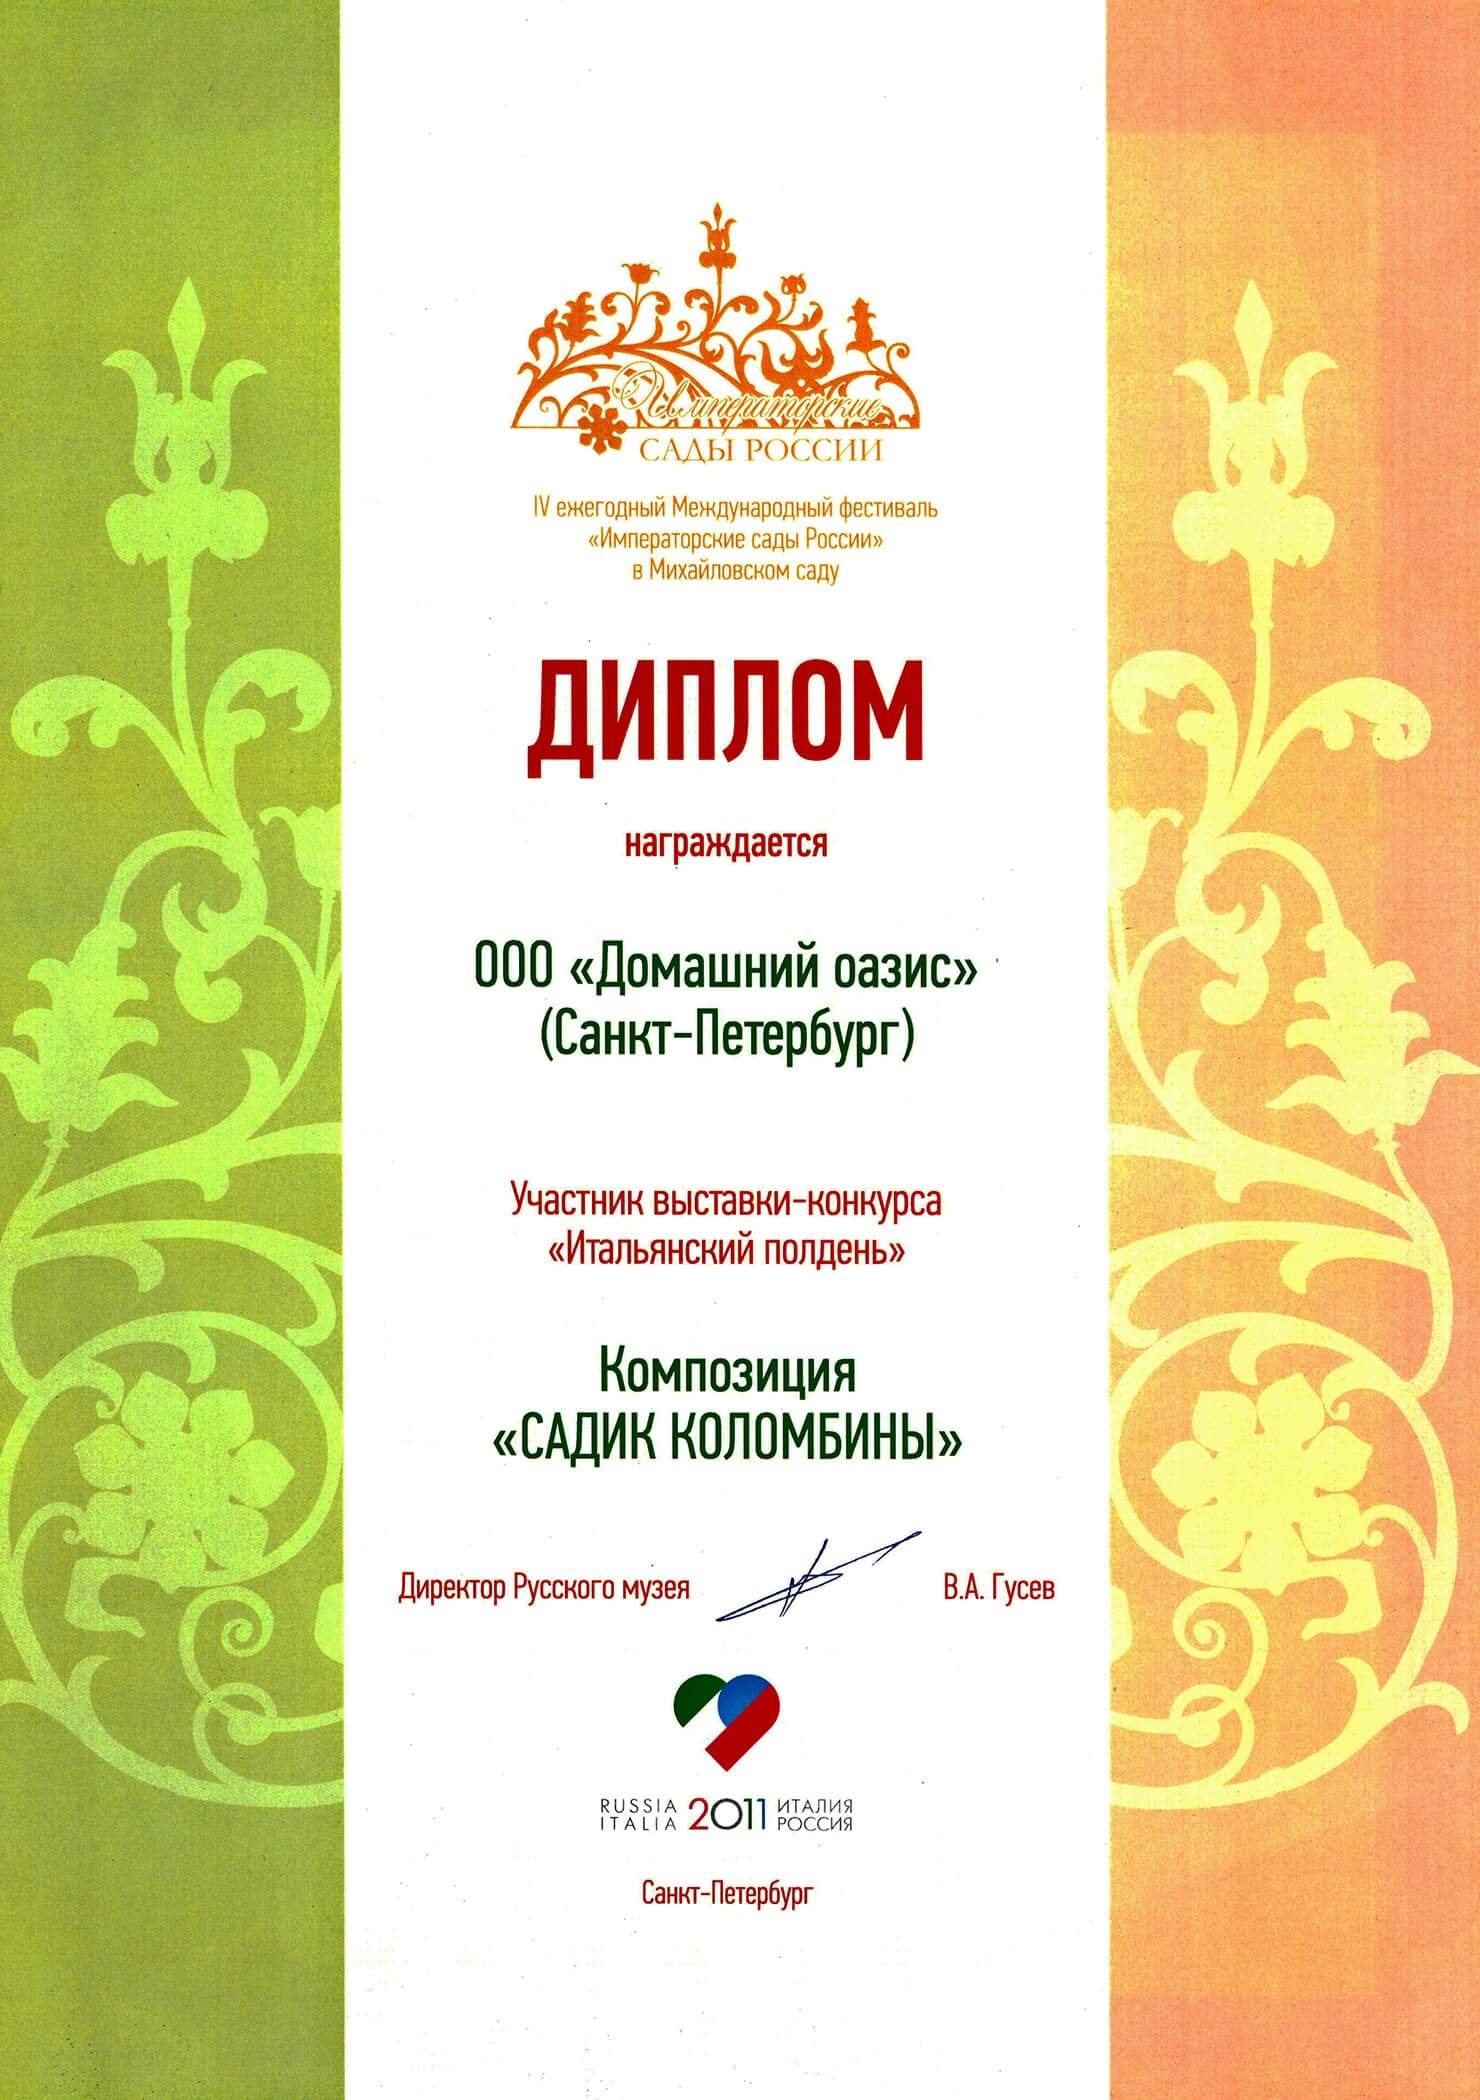 Императорские
САДЫ РОССИИ
IV ежегодный Международный фестиваль
«Императорские сады России»
в Михайловском саду
ДИПЛОМ
награждается
ООО «Домашний оазис»
(Санкт-Петербург)
Участник выставки-конкурса
«Итальянский полдень»
Композиция
«САДИК КОЛОМБИНЫ»
Директор Русского музея В.А. Гусев
RUSSIA 2011 ИТАЛИЯ
ITALIA РОССИЯ
Санкт-Петербург